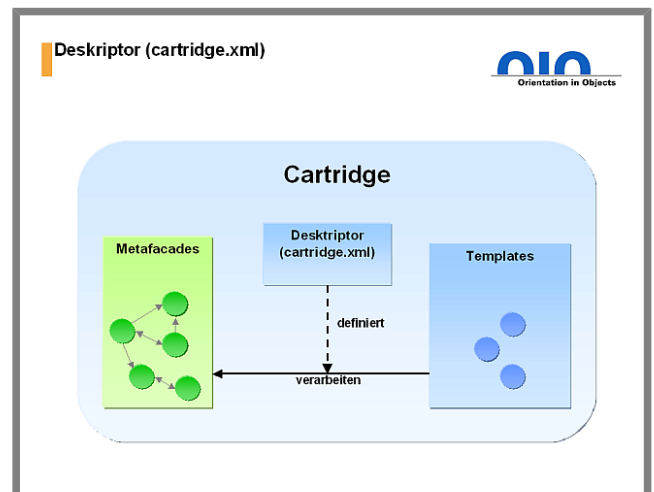 Deskriptor (cartridge.xml)
Orientation in Objects
Cartridge
Metafacades
Desktriptor
(cartridge.xml)
Templates
definiert
verarbeiten